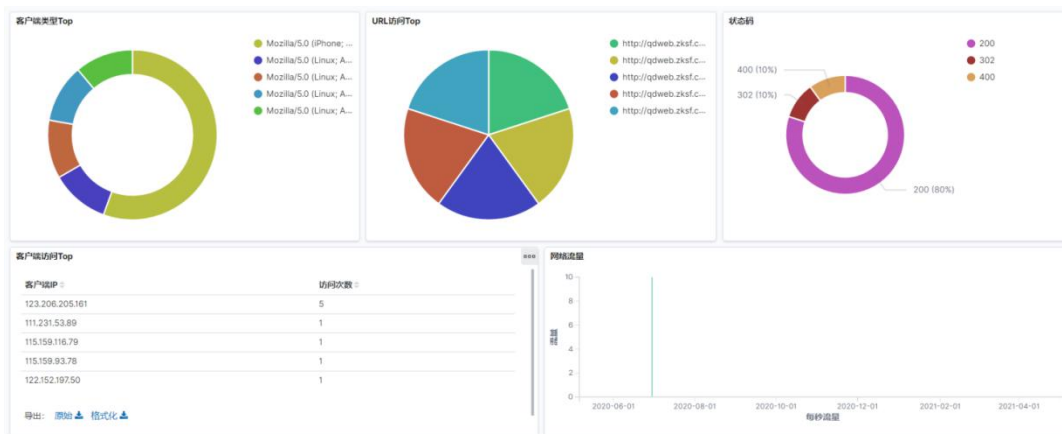 客户端类型Top
Mozilla/5.0 (iPhone; ...
Mozilla/5.0 (Linux; A...
Mozilla/5.0 (Linux; A...
Mozilla/5.0 (Linux; A...
Mozilla/5.0 (Linux; A...
URL访问Top
http://qdweb.zksf.c...
http://qdweb.zksf.c...
http://qdweb.zksf.c...
http://qdweb.zksf.c...
http://qdweb.zksf.c...
状态码
200
302
400
400 (10%)
302 (10%)
200 (80%)
客户端访问Top
客户端IP 访问次数
123.206.205.161 5
111.231.53.89 1
115.159.116.79 1
115.159.93.78 1
122.152.197.50 1
导出： 原始 格式化
网络流量
10
8
6
4
2
0
流量
2020-06-01 2020-08-01 2020-10-01 2020-12-01 2021-02-01 2021-04-01
每秒流量